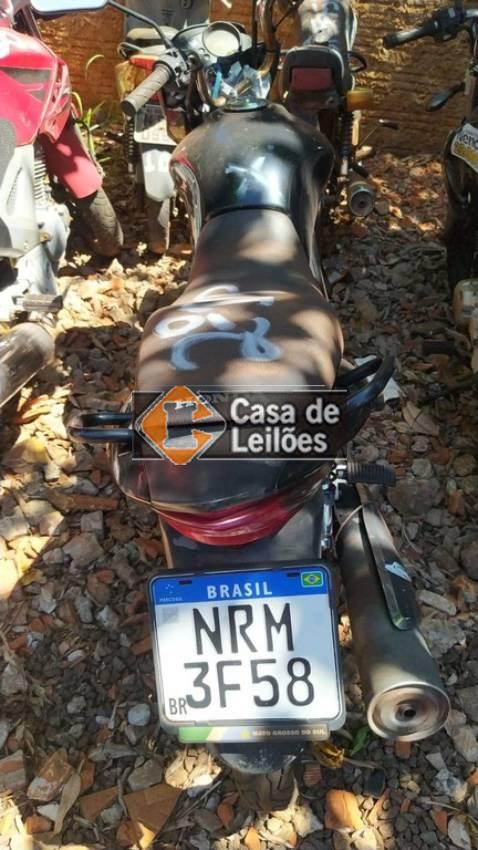 Casa de
Leilões
BRASIL
NRM
BR
3F58
MATO GROSSO DO SUL